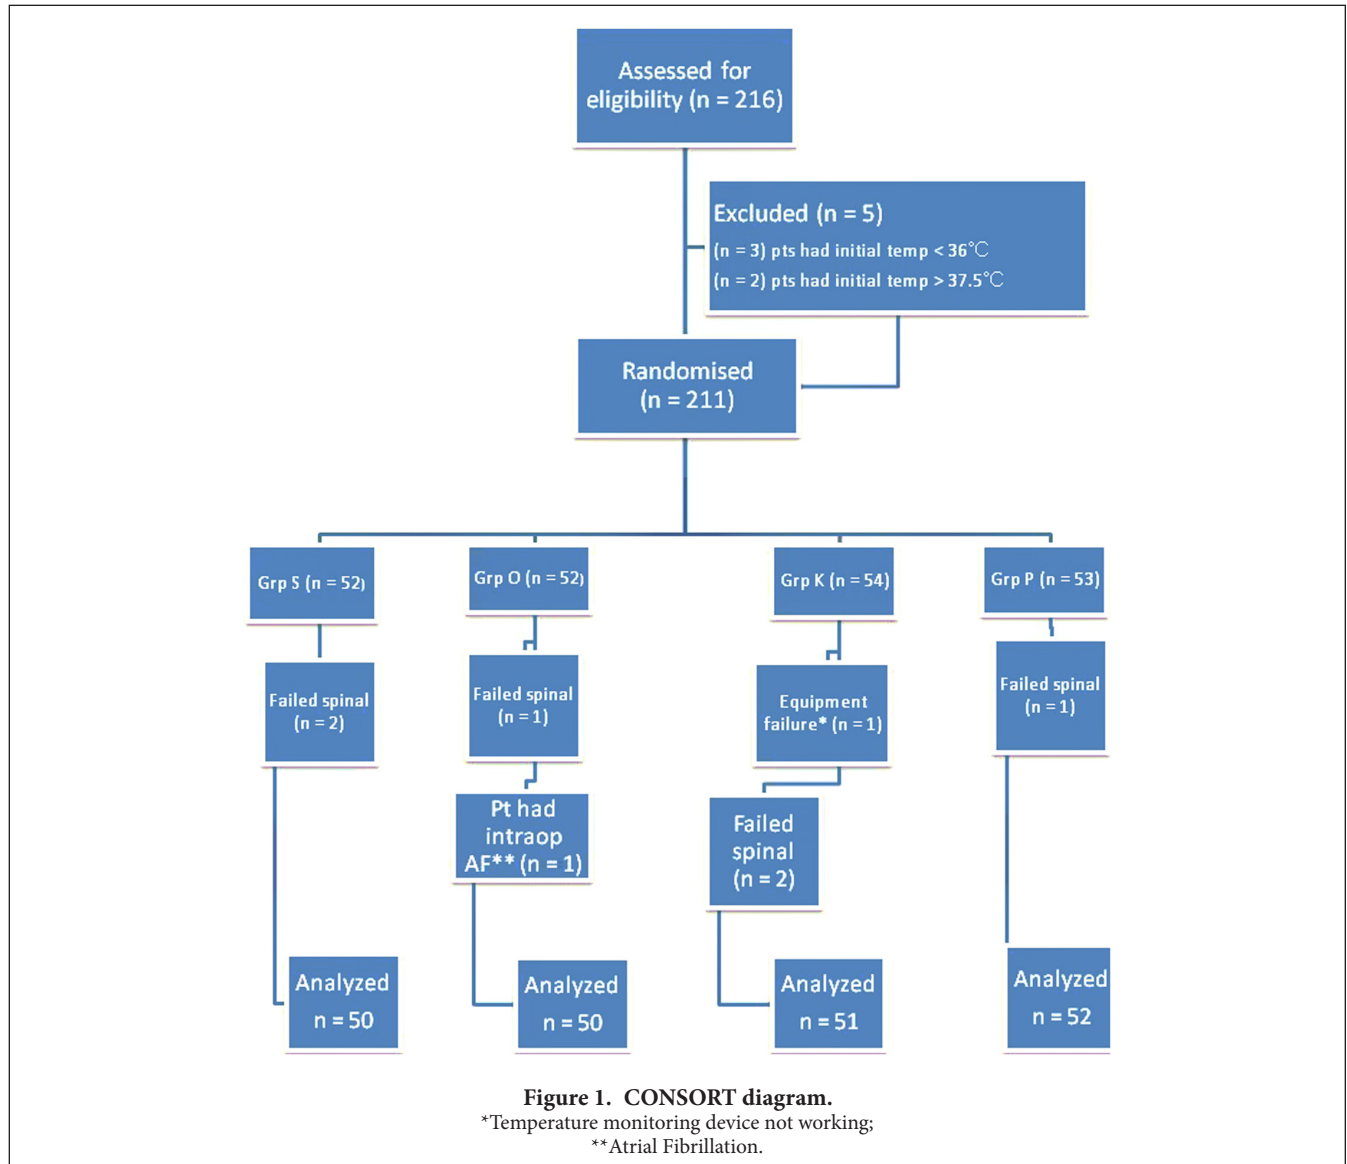 Assessed for
eligibility (n = 216)
Excluded (n = 5)
(n = 3) pts had initial temp < 36°C
(n = 2) pts had initial temp > 37.5°C
Randomised
(n = 211)
Grp S (n = 52)
Grp O (n = 52)
Grp K (n = 54)
Grp P (n = 53)
Failed spinal
(n = 2)
Failed spinal
(n = 1)
Equipment
failure* (n = 1)
Failed spinal
(n = 1)
Pt had
intraop
AF** (n = 1)
Failed
spinal
(n = 2)
Analyzed
n = 50
Analyzed
n = 50
Analyzed
n = 51
Analyzed
n = 52
Figure 1. CONSORT diagram.
*Temperature monitoring device not working;
**Atrial Fibrillation.